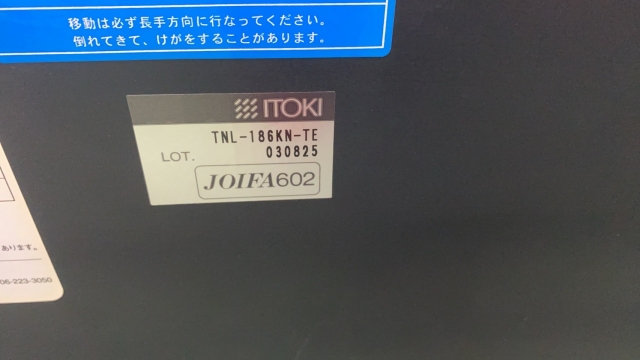 移動は必ず長手方向に行なってください。
倒れてきて、けがをすることがあります。
ITOKI
TNL-186KN-TE
LOT. 030825
JOIFA602
あります。
06-223-3050